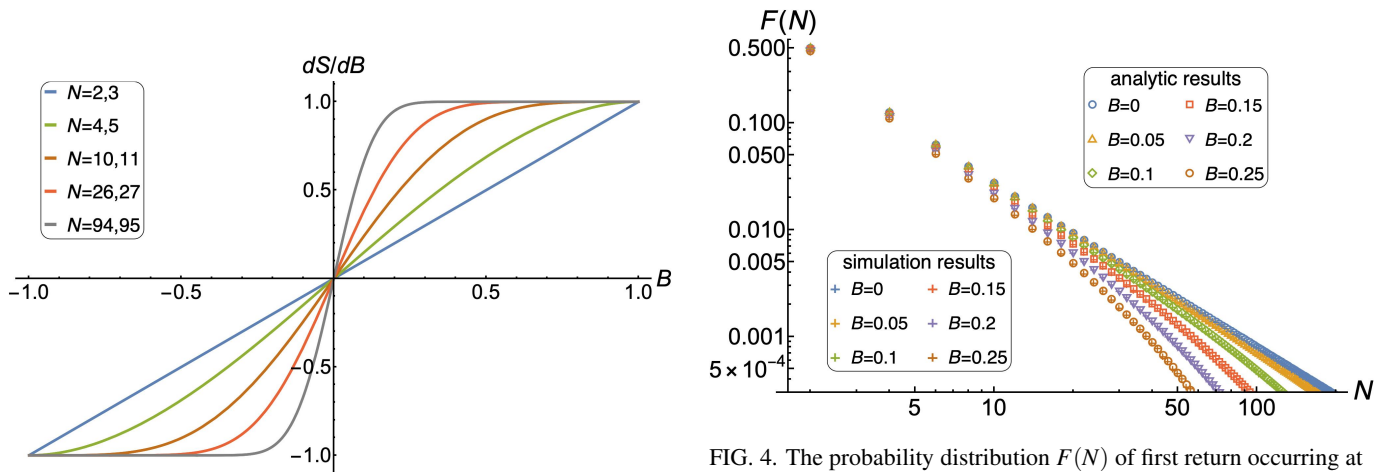 dS/dB
N=2,3
N=4,5
N=10,11
N=26,27
N=94,95
1.0
0.5
−1.0
−0.5
0.5
1.0
B
−0.5
−1.0
F(N)
0.500
0.100
0.050
0.010
0.005
0.001
5×10⁻⁴
analytic results
B=0
B=0.15
B=0.05
B=0.2
B=0.1
B=0.25
simulation results
B=0
B=0.15
B=0.05
B=0.2
B=0.1
B=0.25
5
10
50
100
N
FIG. 4. The probability distribution F(N) of first return occurring at